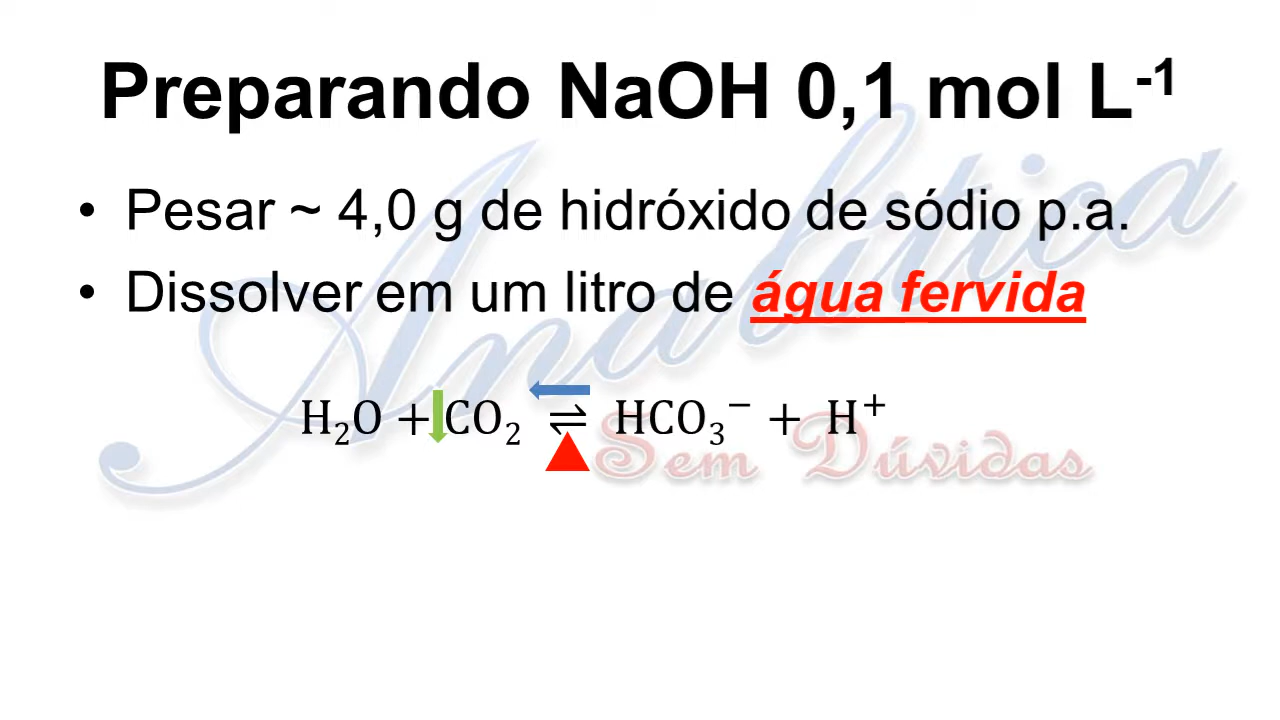 Preparando NaOH 0,1 mol L⁻¹
• Pesar ~ 4,0 g de hidróxido de sódio p.a.
• Dissolver em um litro de água fervida
H₂O + CO₂ ⇌ HCO₃⁻ + H⁺
Analítica
Sem Dúvidas